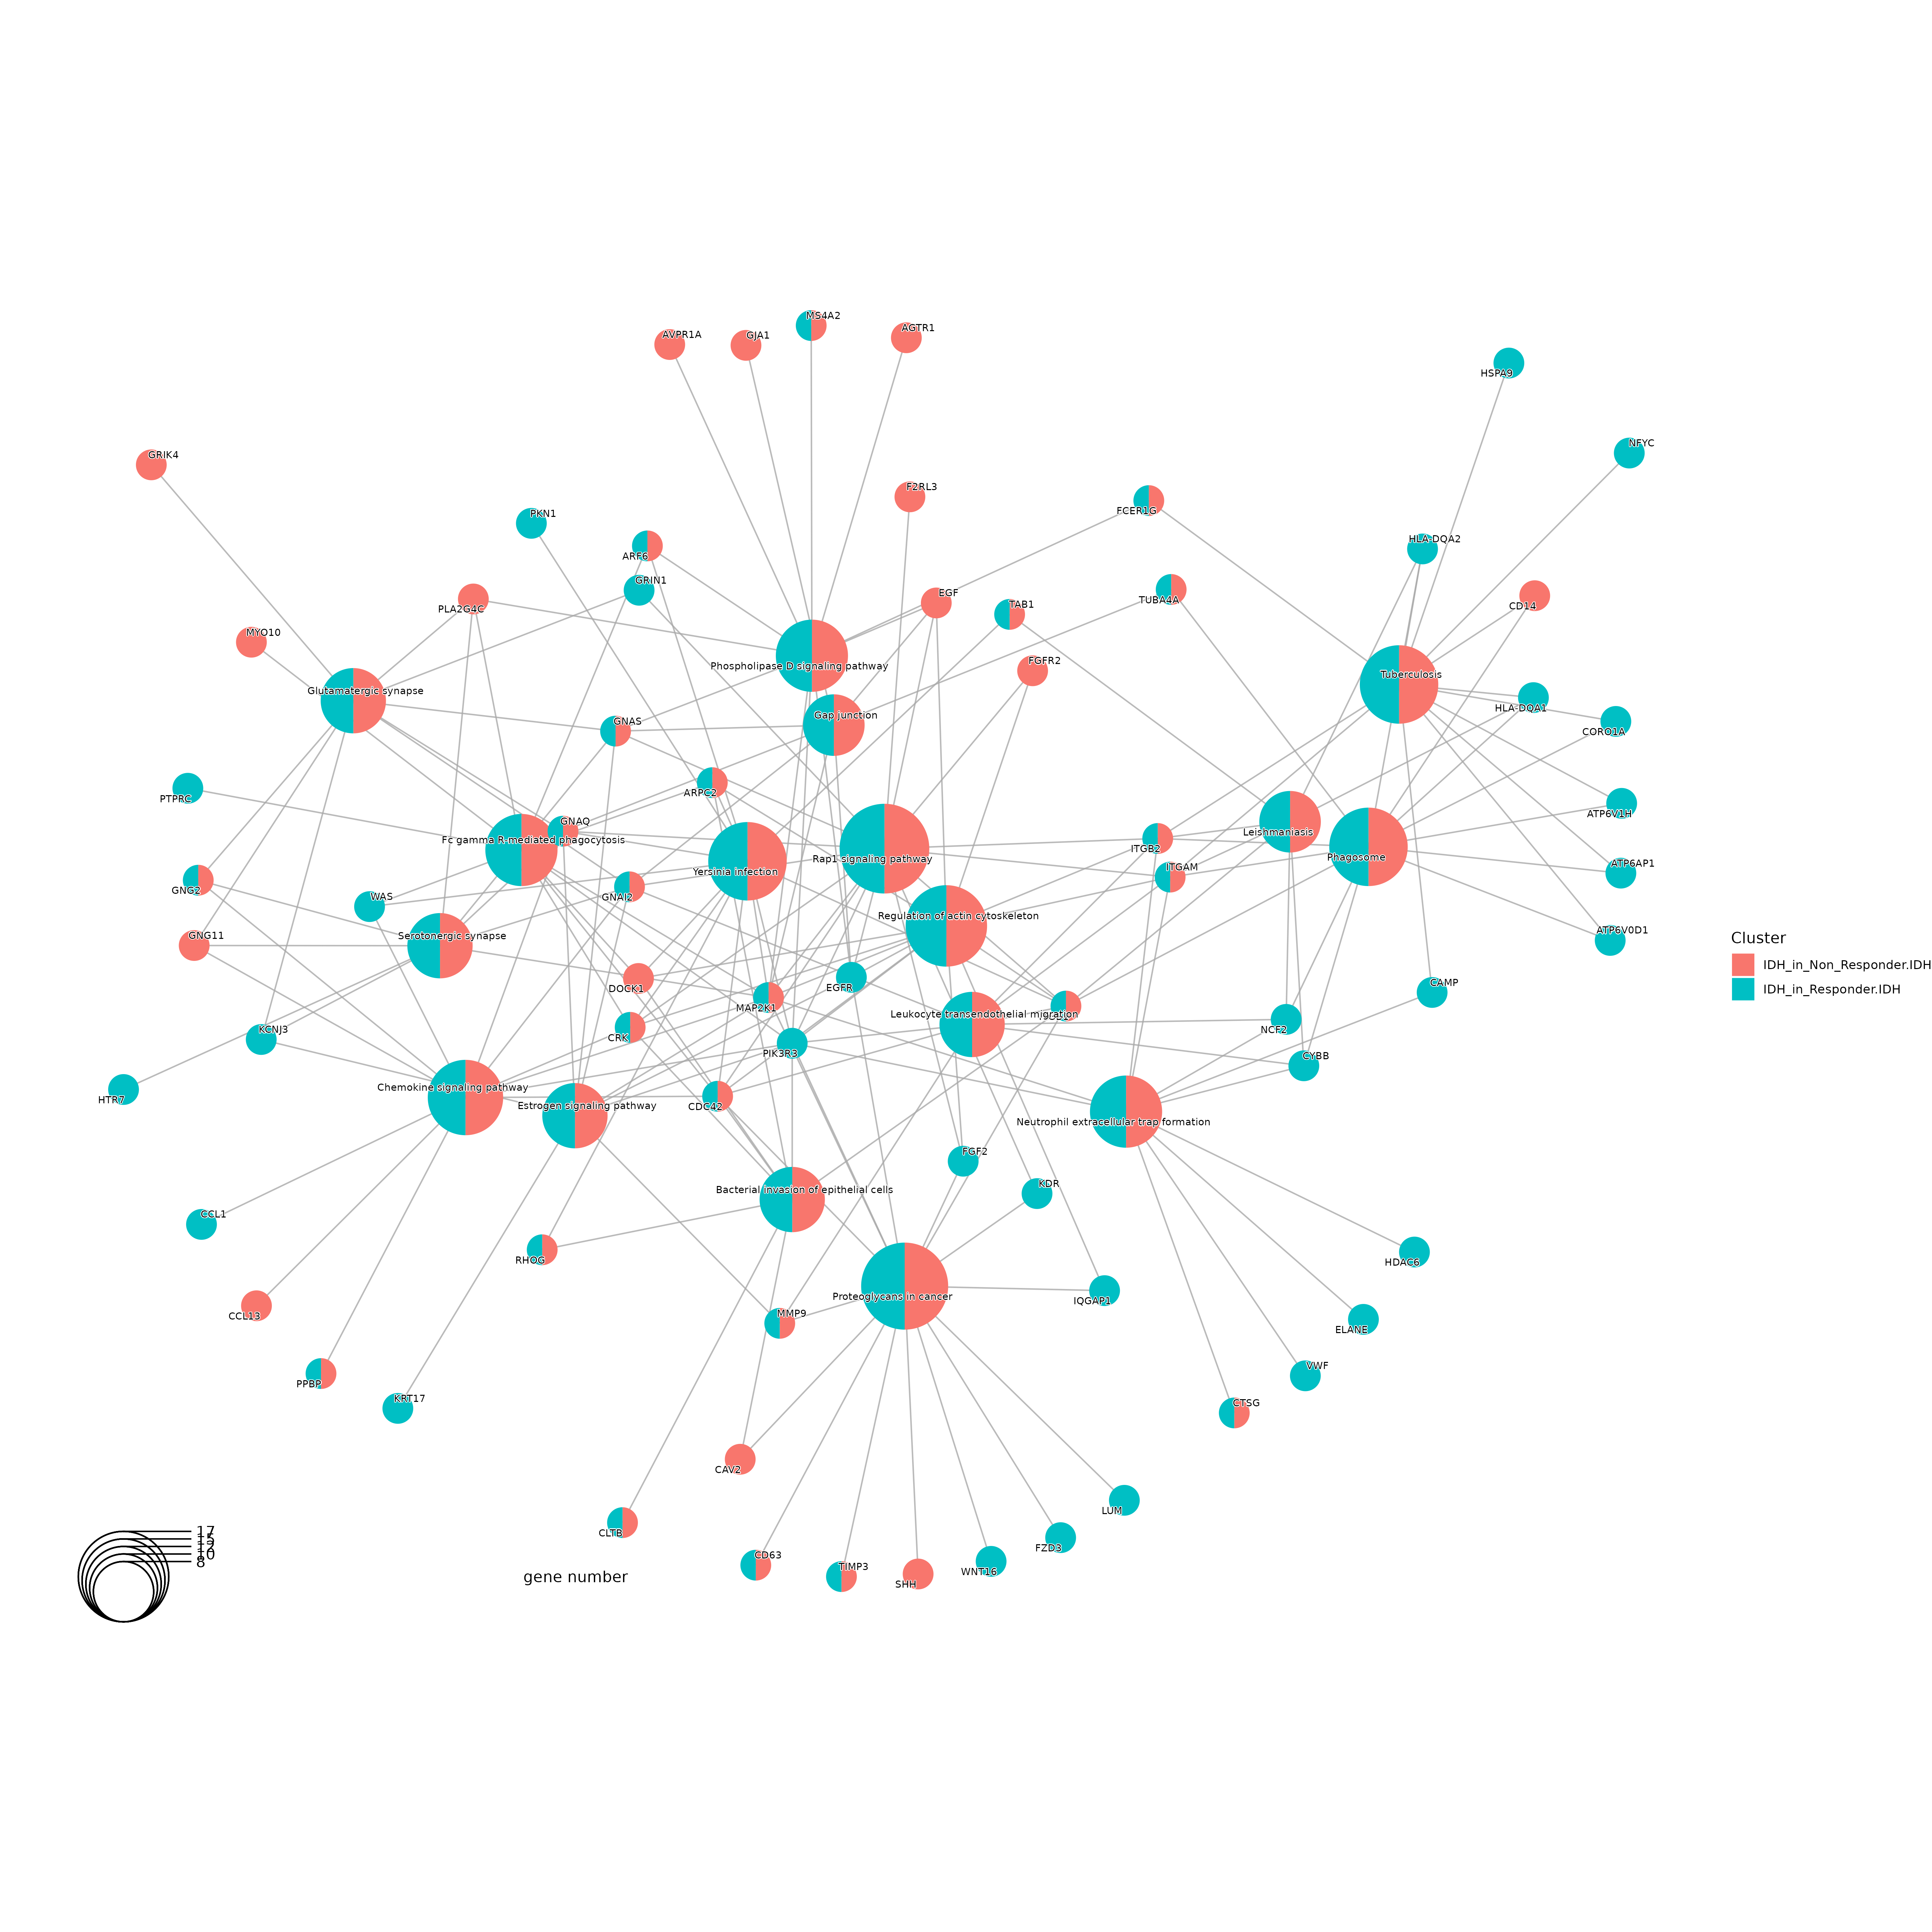 MS4A2
AVPR1A
GJA1
AGTR1
HSPA9
NFYC
GRIK4
F2RL3
FCER1G
PKN1
HLA-DQA2
ARF6
GRIN1
EGF
TAB1
TUBA4A
CD14
PLA2G4C
MYO10
FGFR2
Phospholipase D signaling pathway
Tuberculosis
Glutamatergic synapse
HLA-DQA1
Gap junction
GNAS
CORO1A
ARPC2
PTPRC
ATP6V1H
GNAQ
Fc gamma R-mediated phagocytosis
Leishmaniasis
ITGB2
Rap1 signaling pathway
Phagosome
ATP6AP1
ITGAM
Yersinia infection
GNG2
WAS
GNAI2
Regulation of actin cytoskeleton
ATP6V0D1
GNG11
Serotonergic synapse
Cluster
IDH_in_Non_Responder.IDH
IDH_in_Responder.IDH
CAMP
DOCK1
EGFR
MAP2K1
Leukocyte transendothelial migration
KCNJ3
NCF2
CRK
PIK3R3
CYBB
Chemokine signaling pathway
HTR7
Estrogen signaling pathway
CDC42
Neutrophil extracellular trap formation
FGF2
KDR
Bacterial invasion of epithelial cells
CCL1
RHOG
HDAC6
Proteoglycans in cancer
IQGAP1
MMP9
CCL13
ELANE
VWF
PPBP
KRT17
CTSG
CAV2
LUM
17
15
12
10
8
CLTB
FZD3
CD63
TIMP3
WNT16
SHH
gene number